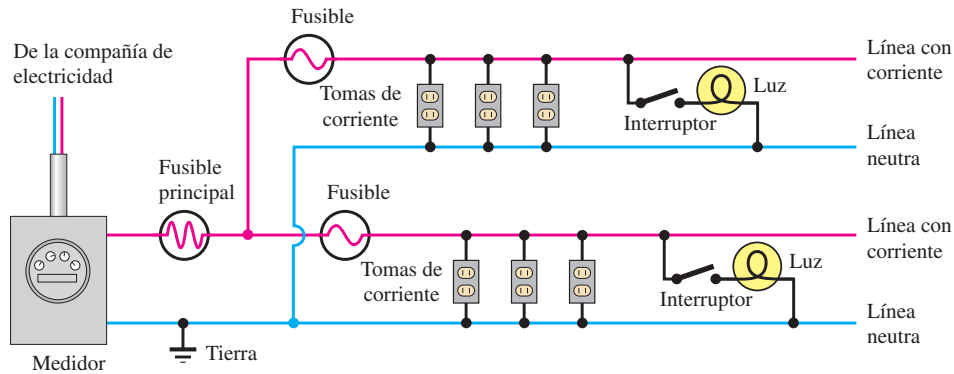 Fusible
De la compañía de
electricidad
Línea con
corriente
Luz
Tomas de
corriente
Interruptor
Línea
neutra
Fusible
principal
Fusible
Línea con
corriente
Tomas de
corriente
Luz
Interruptor
Línea
neutra
Tierra
Medidor